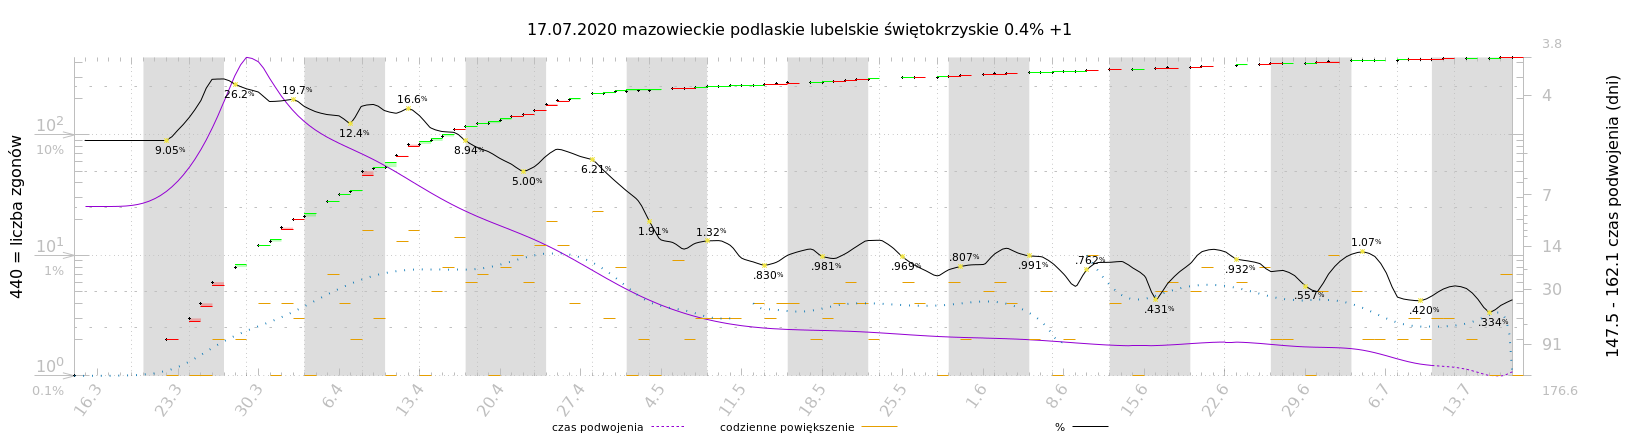 17.07.2020 mazowieckie podlaskie lubelskie świętokrzyskie 0.4% +1
440 = liczba zgonów
10² 10%
10¹ 1%
10⁰ 0.1%
9.05% 26.2% 19.7% 12.4% 16.6% 8.94% 5.00% 6.21% 1.91% 1.32% .830% .981% .969% .807% .991% .762% .431% .932% .557% 1.07% .420% .334%
3.8
4
7
14
30
91
176.6
147.5 - 162.1 czas podwojenia (dni)
16.3 23.3 30.3 6.4 13.4 20.4 27.4 4.5 11.5 18.5 25.5 1.6 8.6 15.6 22.6 29.6 6.7 13.7
czas podwojenia codzienne powiększenie %